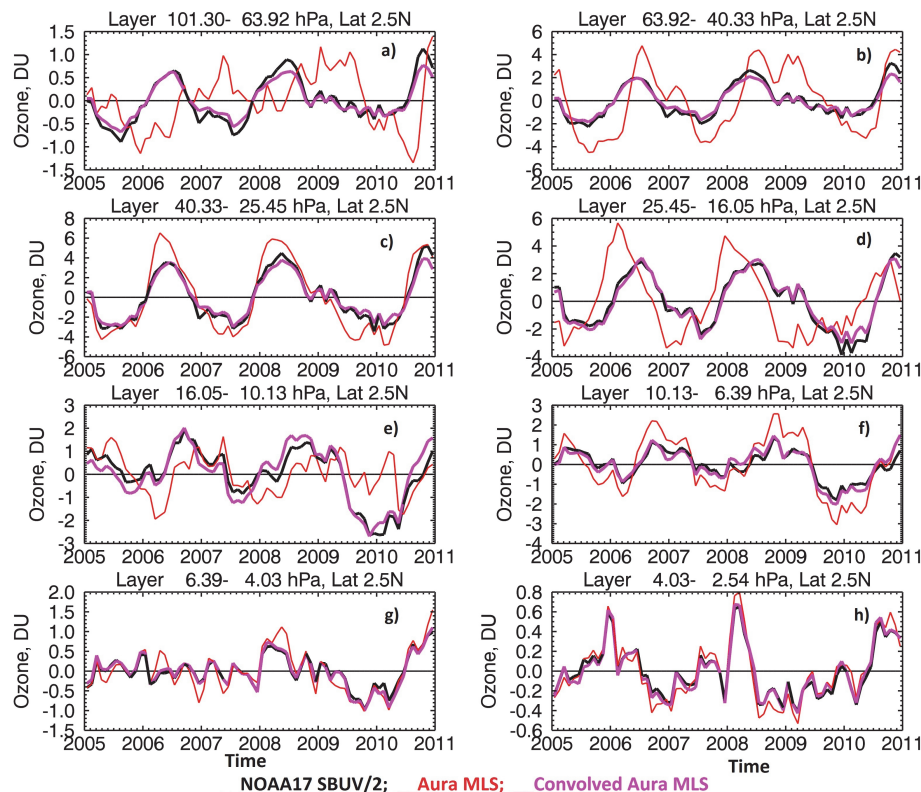 Layer 101.30- 63.92 hPa, Lat 2.5N
Layer 63.92- 40.33 hPa, Lat 2.5N
a)
b)
Ozone, DU
1.5
1.0
0.5
0.0
-0.5
-1.0
-1.5
Ozone, DU
6
4
2
0
-2
-4
-6
2005 2006 2007 2008 2009 2010 2011
2005 2006 2007 2008 2009 2010 2011
Layer 40.33- 25.45 hPa, Lat 2.5N
Layer 25.45- 16.05 hPa, Lat 2.5N
c)
d)
Ozone, DU
8
6
4
2
0
-2
-4
-6
Ozone, DU
6
4
2
0
-2
-4
2005 2006 2007 2008 2009 2010 2011
2005 2006 2007 2008 2009 2010 2011
Layer 16.05- 10.13 hPa, Lat 2.5N
Layer 10.13- 6.39 hPa, Lat 2.5N
e)
f)
Ozone, DU
3
2
1
0
-1
-2
-3
Ozone, DU
3
2
1
0
-1
-2
-3
-4
2005 2006 2007 2008 2009 2010 2011
2005 2006 2007 2008 2009 2010 2011
Layer 6.39- 4.03 hPa, Lat 2.5N
Layer 4.03- 2.54 hPa, Lat 2.5N
g)
h)
Ozone, DU
2.0
1.5
1.0
0.5
0.0
-0.5
-1.0
-1.5
Ozone, DU
0.8
0.6
0.4
0.2
0.0
-0.2
-0.4
-0.6
2005 2006 2007 2008 2009 2010 2011
2005 2006 2007 2008 2009 2010 2011
Time
Time
NOAA17 SBUV/2; Aura MLS; Convolved Aura MLS